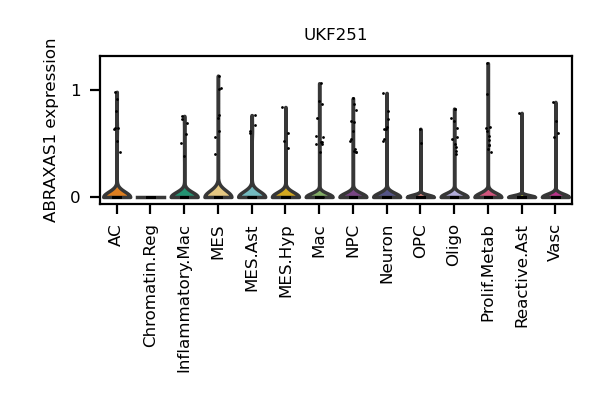 UKF251
ABRAXAS1 expression
1
0
AC
Chromatin.Reg
Inflammatory.Mac
MES
MES.Ast
MES.Hyp
Mac
NPC
Neuron
OPC
Oligo
Prolif.Metab
Reactive.Ast
Vasc